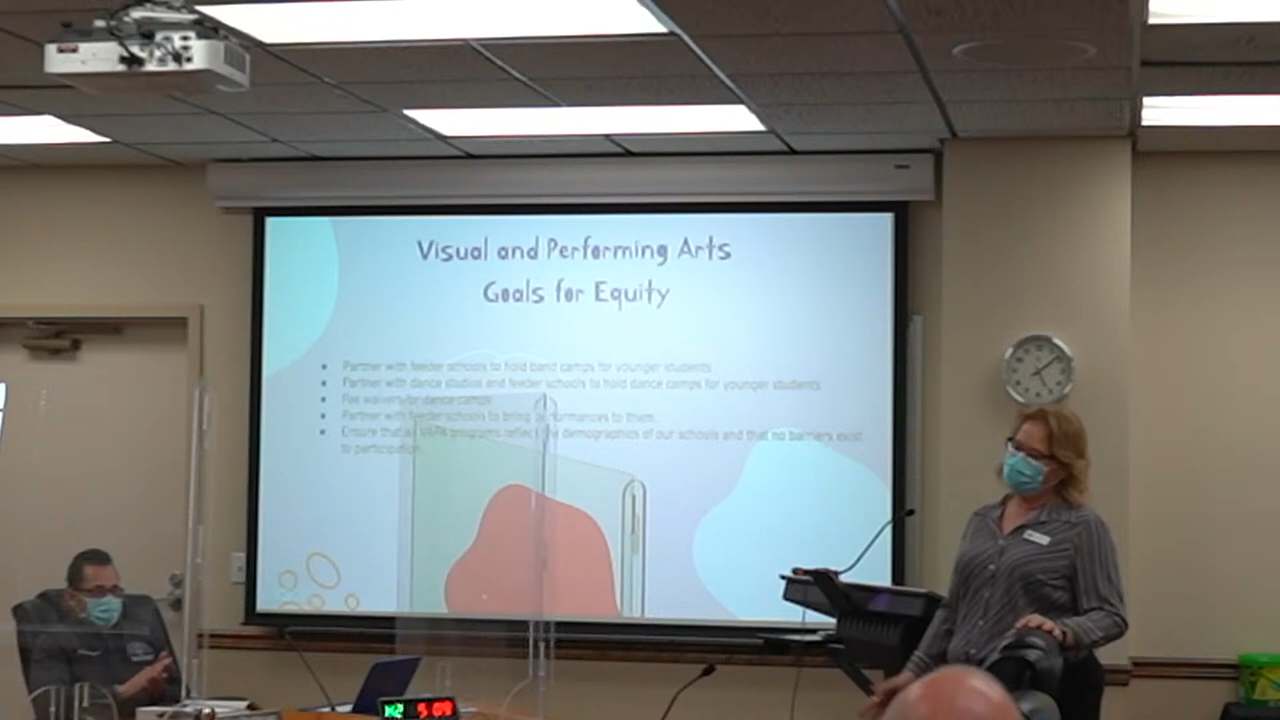 Visual and Performing Arts
Goals for Equity
Partner with feeder schools to hold band camps for younger students
Partner with dance studios and feeder schools to hold dance camps for younger students
Fee waivers for dance camps
Partner with feeder schools to bring performances to them
Ensure that all VAPA programs reflect the demographics of our schools and that no barriers exist
to participation